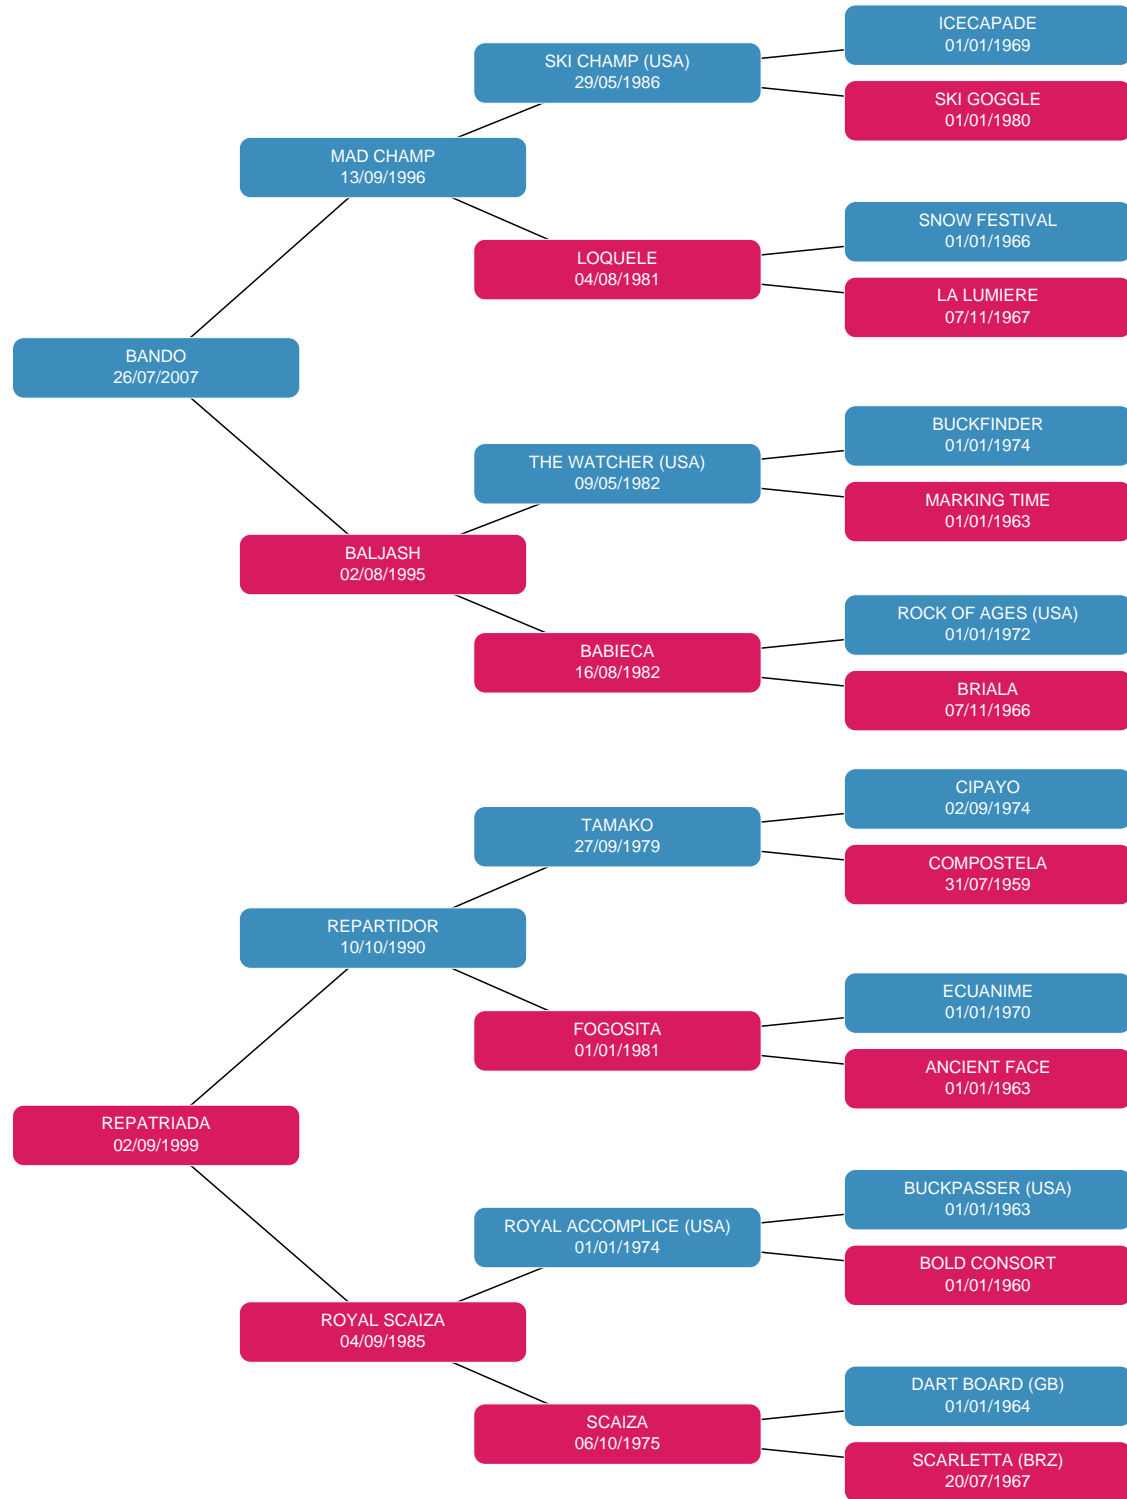 ICECAPADE
01/01/1969
SKI CHAMP (USA)
29/05/1986
SKI GOGGLE
01/01/1980
MAD CHAMP
13/09/1996
SNOW FESTIVAL
01/01/1966
LOQUELE
04/08/1981
LA LUMIERE
07/11/1967
BANDO
26/07/2007
BUCKFINDER
01/01/1974
THE WATCHER (USA)
09/05/1982
MARKING TIME
01/01/1963
BALJASH
02/08/1995
ROCK OF AGES (USA)
01/01/1972
BABIECA
16/08/1982
BRIALA
07/11/1966
CIPAYO
02/09/1974
TAMAKO
27/09/1979
COMPOSTELA
31/07/1959
REPARTIDOR
10/10/1990
ECUANIME
01/01/1970
FOGOSITA
01/01/1981
ANCIENT FACE
01/01/1963
REPATRIADA
02/09/1999
BUCKPASSER (USA)
01/01/1963
ROYAL ACCOMPLICE (USA)
01/01/1974
BOLD CONSORT
01/01/1960
ROYAL SCAIZA
04/09/1985
DART BOARD (GB)
01/01/1964
SCAIZA
06/10/1975
SCARLETTA (BRZ)
20/07/1967